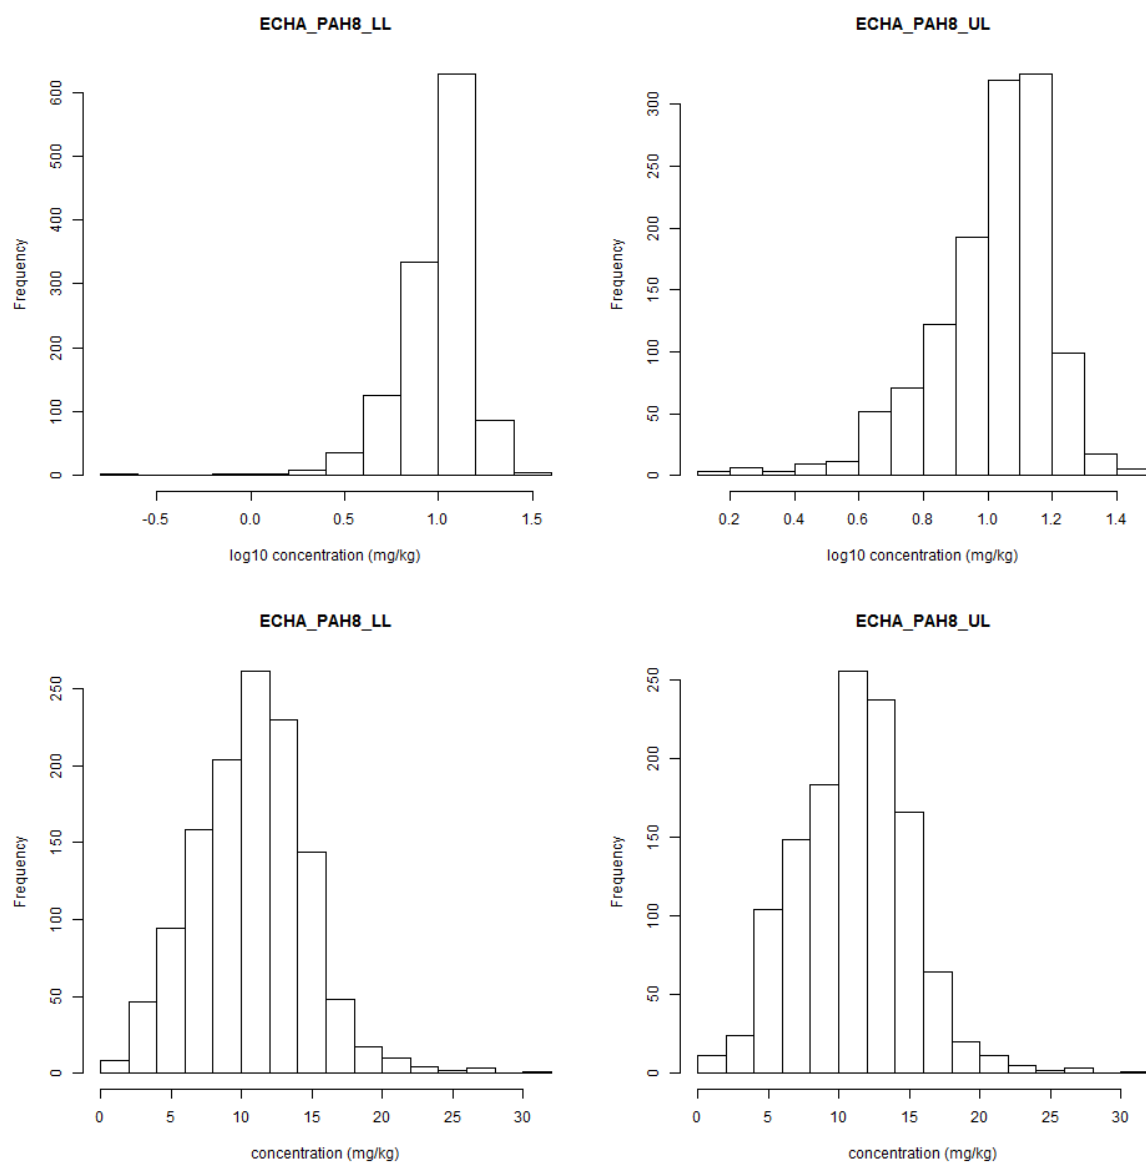 ECHA_PAH8_LL
Frequency
0 100 200 300 400 500 600
-0.5 0.0 0.5 1.0 1.5
log10 concentration (mg/kg)
ECHA_PAH8_UL
Frequency
0 50 100 150 200 250 300
0.2 0.4 0.6 0.8 1.0 1.2 1.4
log10 concentration (mg/kg)
ECHA_PAH8_LL
Frequency
0 50 100 150 200 250
0 5 10 15 20 25 30
concentration (mg/kg)
ECHA_PAH8_UL
Frequency
0 50 100 150 200 250
0 5 10 15 20 25 30
concentration (mg/kg)